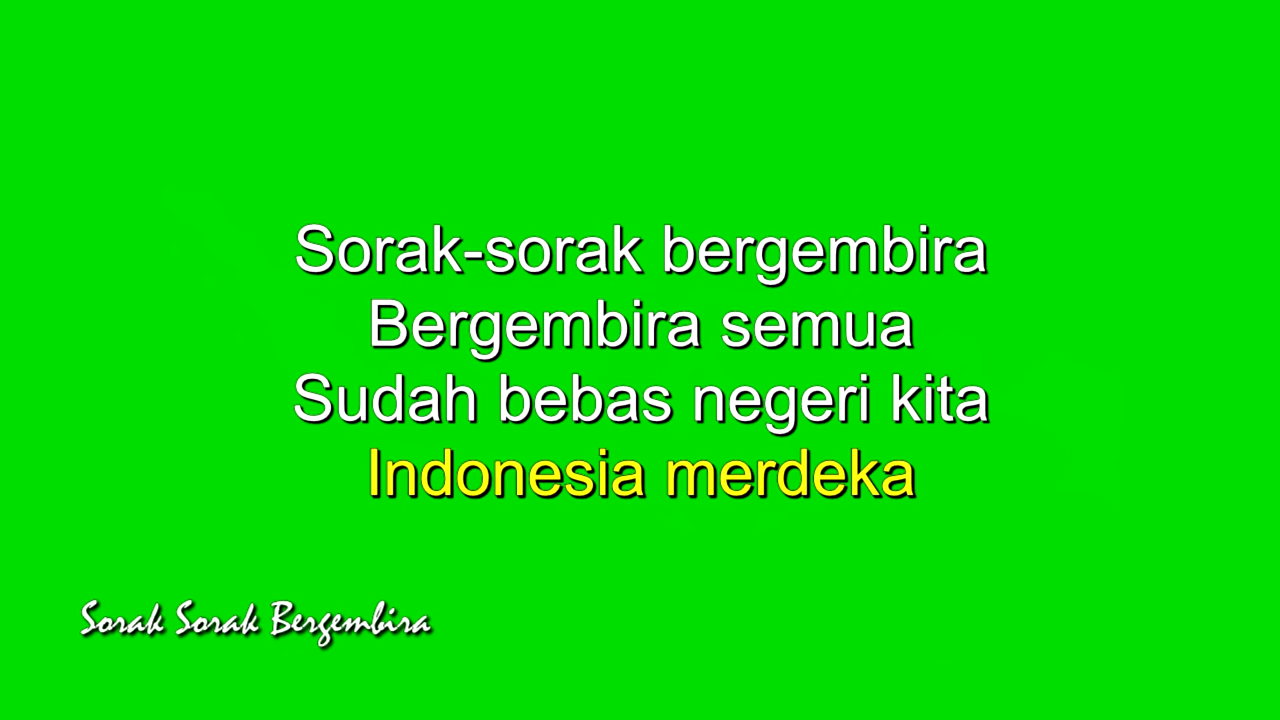 Sorak-sorak bergembira
Bergembira semua
Sudah bebas negeri kita
Indonesia merdeka
Sorak Sorak Bergembira